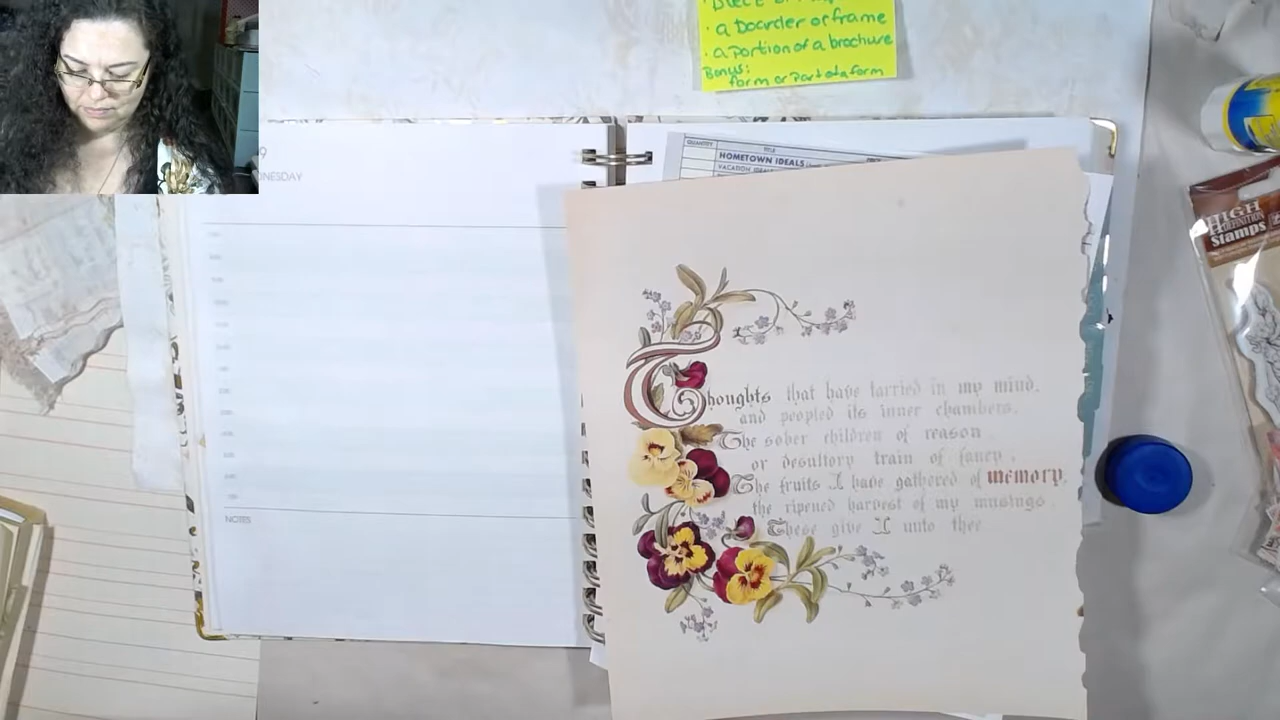 · a boarder or frame
· a portion of a brochure
Bonus:
form or part of a form
QUANTITY
TITLE
HOMETOWN IDEALS
NOTES
HIGH
DEFINITION
Stamps
Thoughts that have tarried in my mind,
and peopled its inner chambers,
The sober children of reason
or desultory train of fancy,
The fruits I have gathered of memory,
the ripened harvest of my musings
These give I unto thee